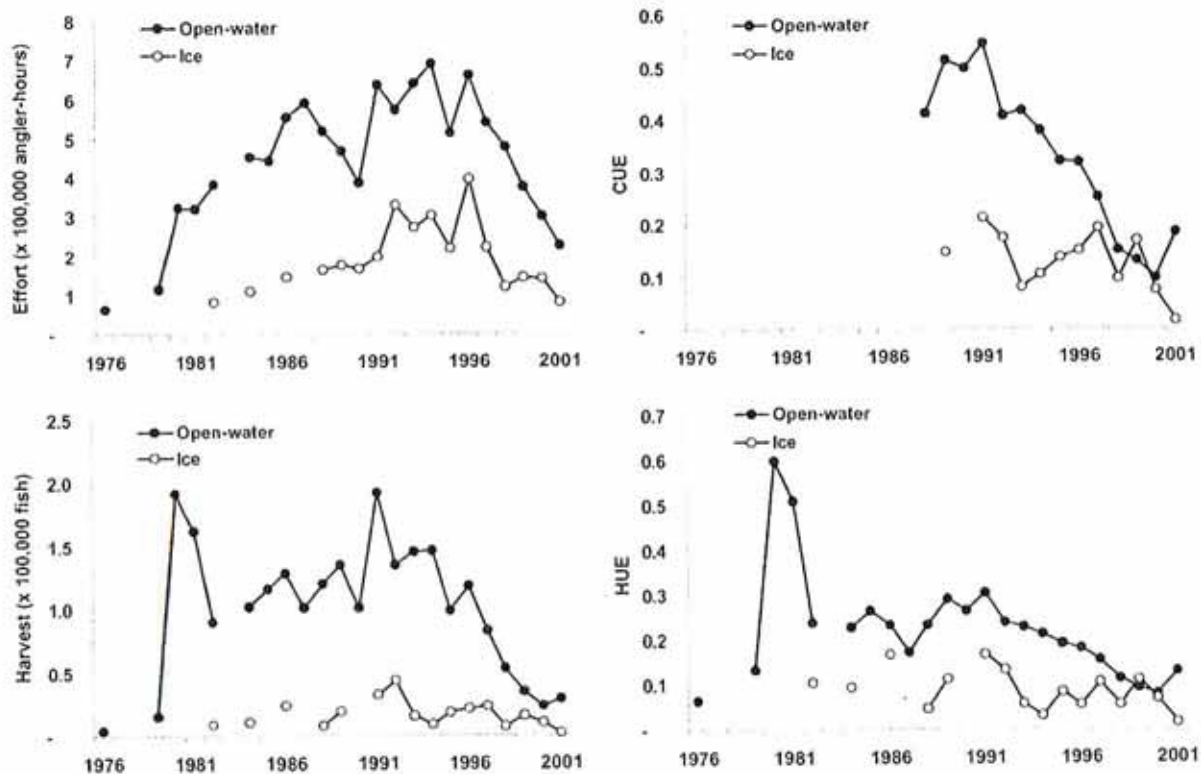 Effort (x 100,000 angler-hours)
8
7
6
5
4
3
2
1
-
Open-water
Ice
1976 1981 1986 1991 1996 2001
CUE
0.6
0.5
0.4
0.3
0.2
0.1
-
Open-water
Ice
1976 1981 1986 1991 1996 2001
Harvest (x 100,000 fish)
2.5
2.0
1.5
1.0
0.5
-
Open-water
Ice
1976 1981 1986 1991 1996 2001
HUE
0.7
0.6
0.5
0.4
0.3
0.2
0.1
-
Open-water
Ice
1976 1981 1986 1991 1996 2001